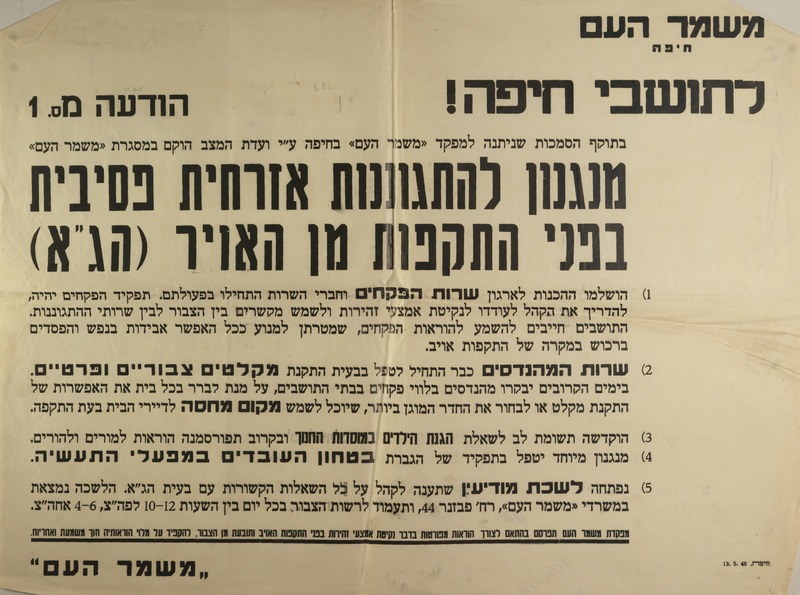 משמר העם
חיפה
לתושבי חיפה!
הודעה מס. 1
בתוקף הסמכות שניתנה למפקד «משמר העם» בחיפה ע״י ועדת המצב הוקם במסגרת «משמר העם»
מנגנון להתגוננות אזרחית פסיבית
בפני התקפות מן האויר (הג״א)
1) הושלמו ההכנות לארגון שרות הפקחים וחברי השרות התחילו בפעולתם. תפקיד הפקחים יהיה,
להדריך את הקהל לעודדו לנקיטת אמצעי זהירות ולשמש מקשרים בין הצבור לבין שרותי ההתגוננות.
התושבים חייבים להשמע להוראות הפקחים, שמטרתן למנוע ככל האפשר אבידות בנפש והפסדים
ברכוש במקרה של התקפות אויב.
2) שרות המהנדסים כבר התחיל לטפל בבעית התקנת מקלטים צבוריים ופרטיים.
בימים הקרובים יבקרו מהנדסים בלווי פקחים בבתי התושבים, על מנת לברר בכל בית את האפשרות של
התקנת מקלט או לבחור את החדר המוגן ביותר, שיוכל לשמש מקום מחסה לדיירי הבית בעת התקפה.
3) הוקדשה תשומת לב לשאלת הגנת הילדים במוסדות החנוך ובקרוב תפורסמנה הוראות למורים ולהורים.
4) מנגנון מיוחד יטפל בתפקיד של הגברת בטחון העובדים במפעלי התעשיה.
5) נפתחה לשכת מודיעין שתענה לקהל על כל השאלות הקשורות עם בעית הג״א. הלשכה נמצאת
במשרדי «משמר העם», רח׳ פבזנר 44, ותעמוד לרשות הצבור בכל יום בין השעות 10–12 לפה״צ, 4–6 אחה״צ.
מפקדת משמר העם תפרסם בהתאם לצורך הוראות מפורטות בדבר נקיטת אמצעי זהירות בפני התקפות האויב ותובעת מן הצבור, להקפיד על מלוי הוראותיה תוך משמעת ואחריות.
„משמר העם״
13. 5. 48